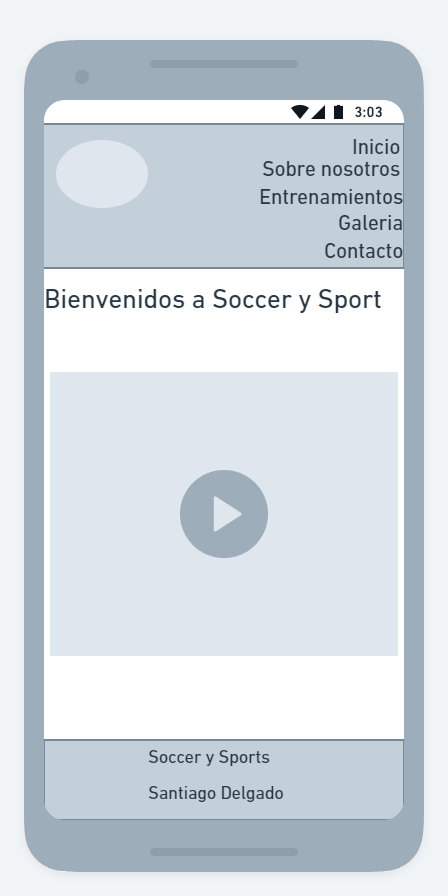 3:03
Inicio
Sobre nosotros
Entrenamientos
Galeria
Contacto
Bienvenidos a Soccer y Sport
Soccer y Sports
Santiago Delgado